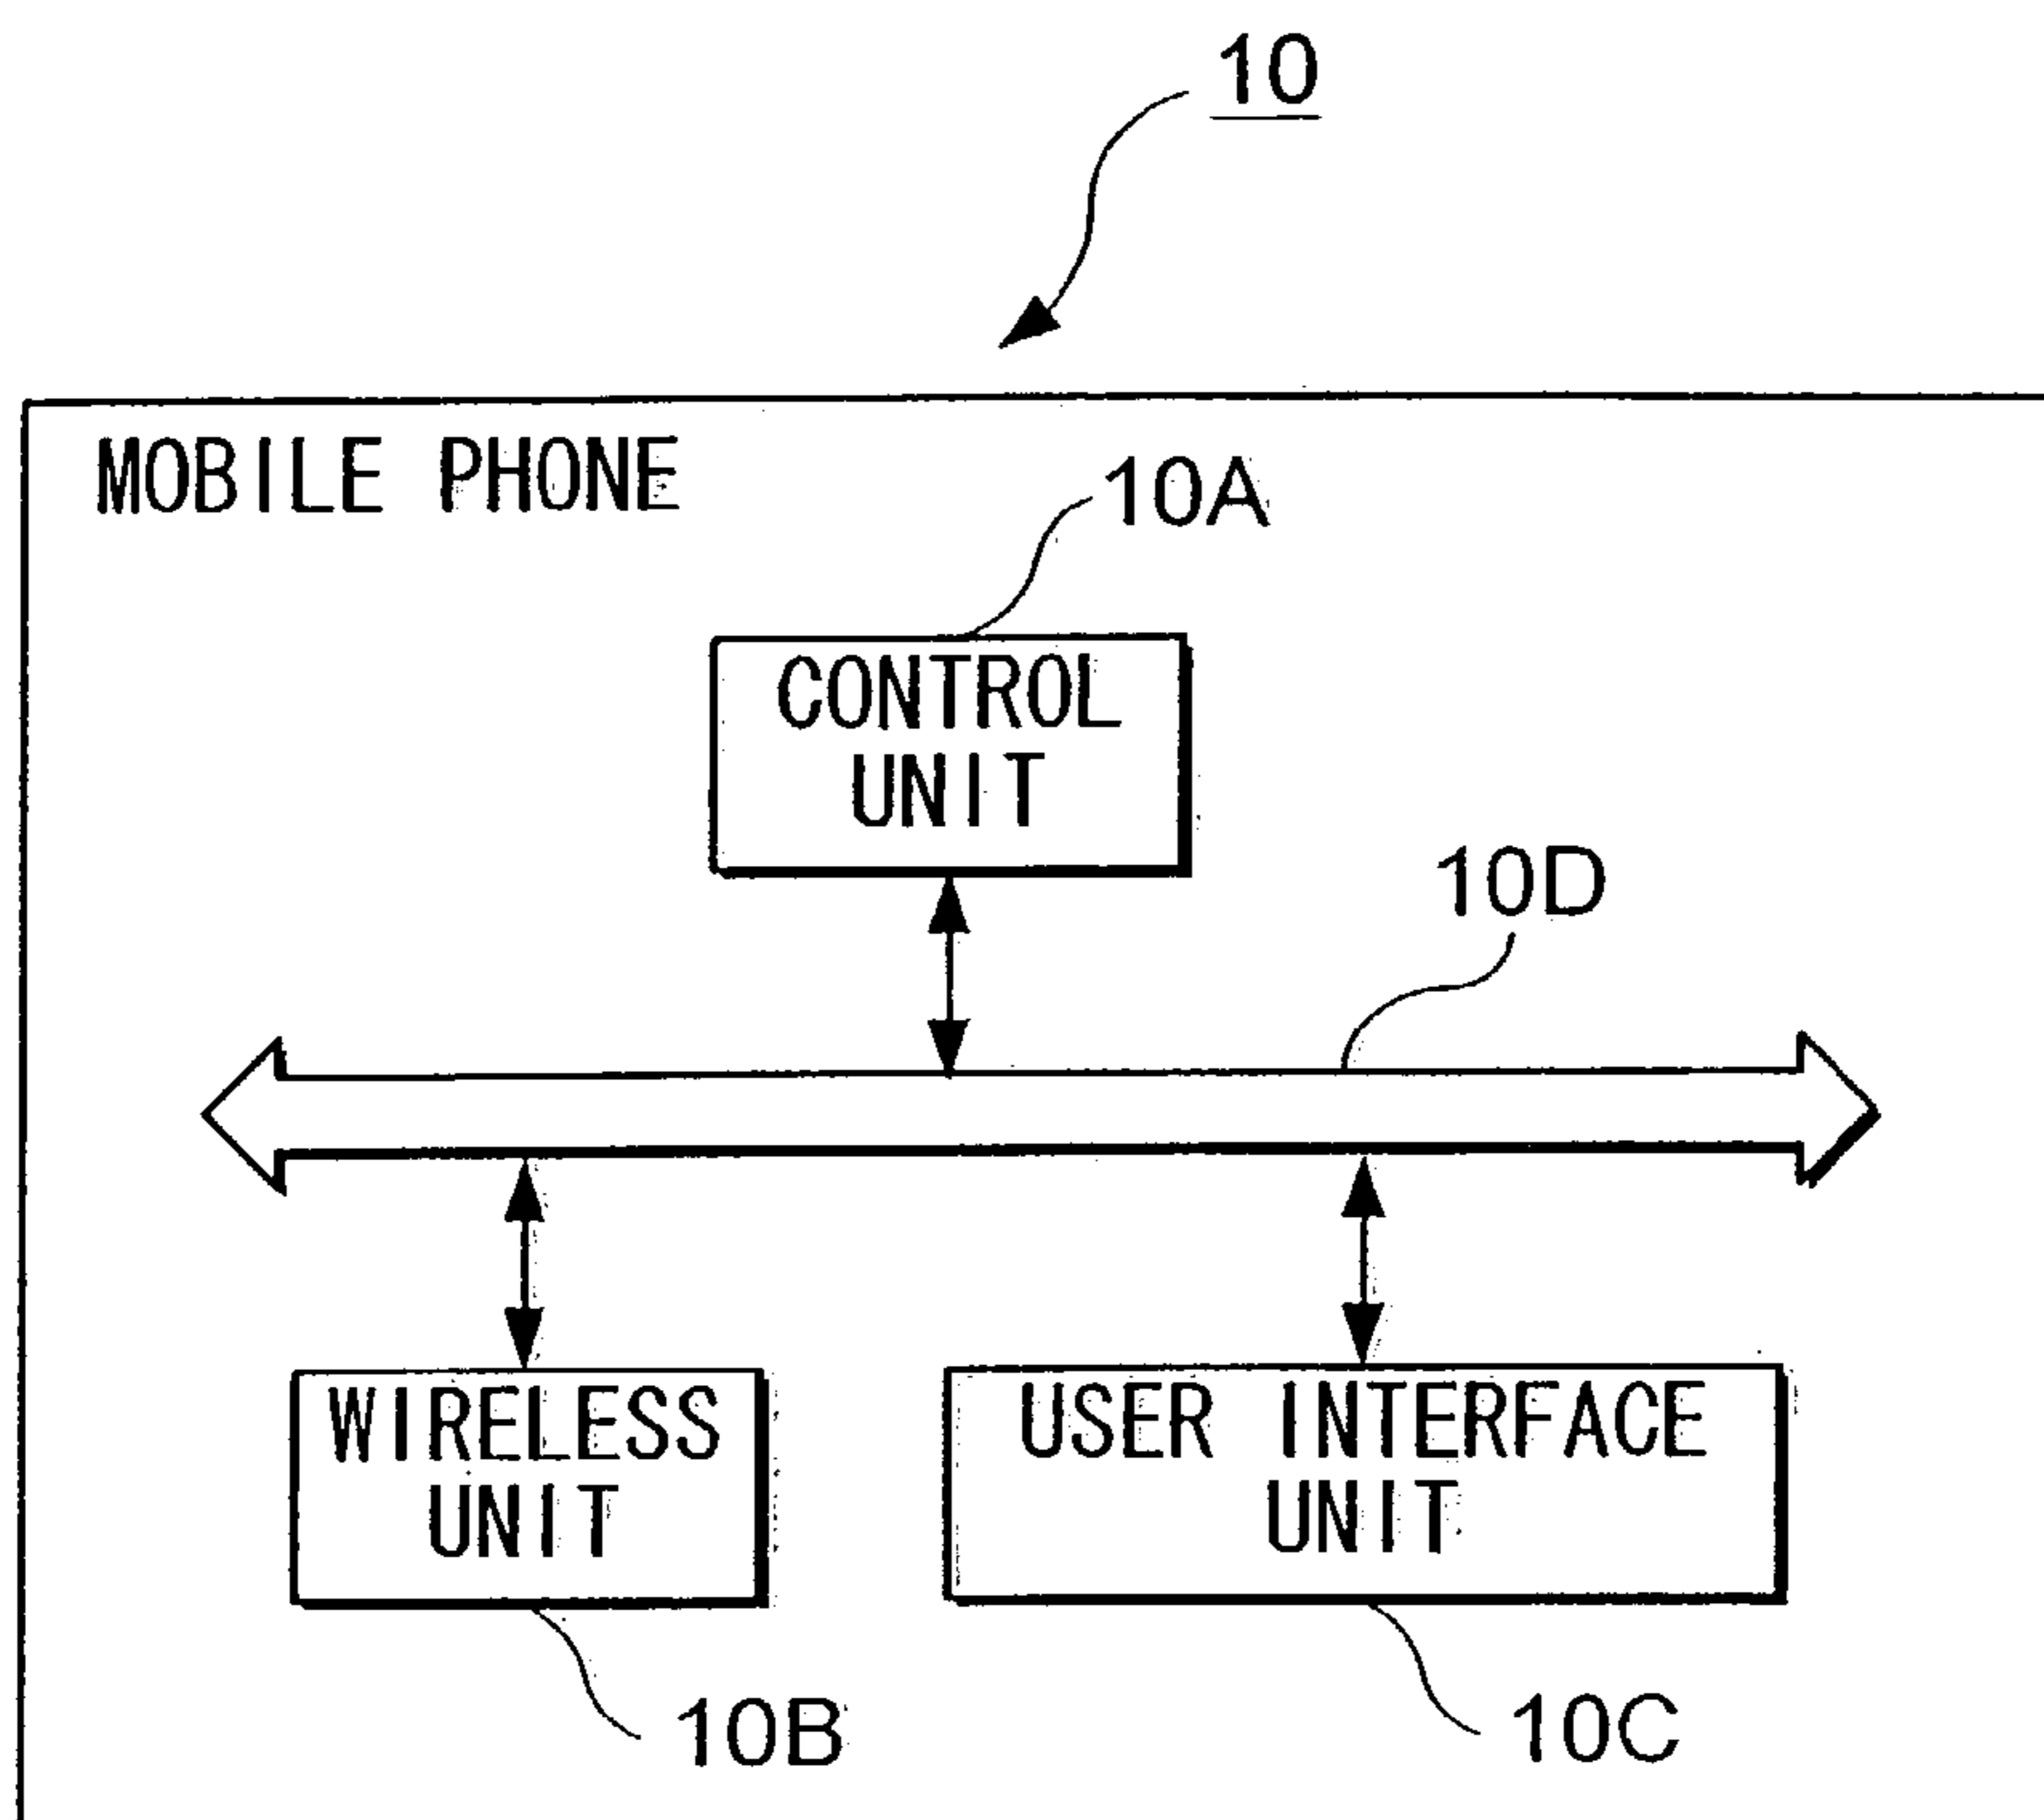 10
MOBILE PHONE
10A
CONTROL
UNIT
10D
WIRELESS
UNIT
USER INTERFACE
UNIT
10B
10C